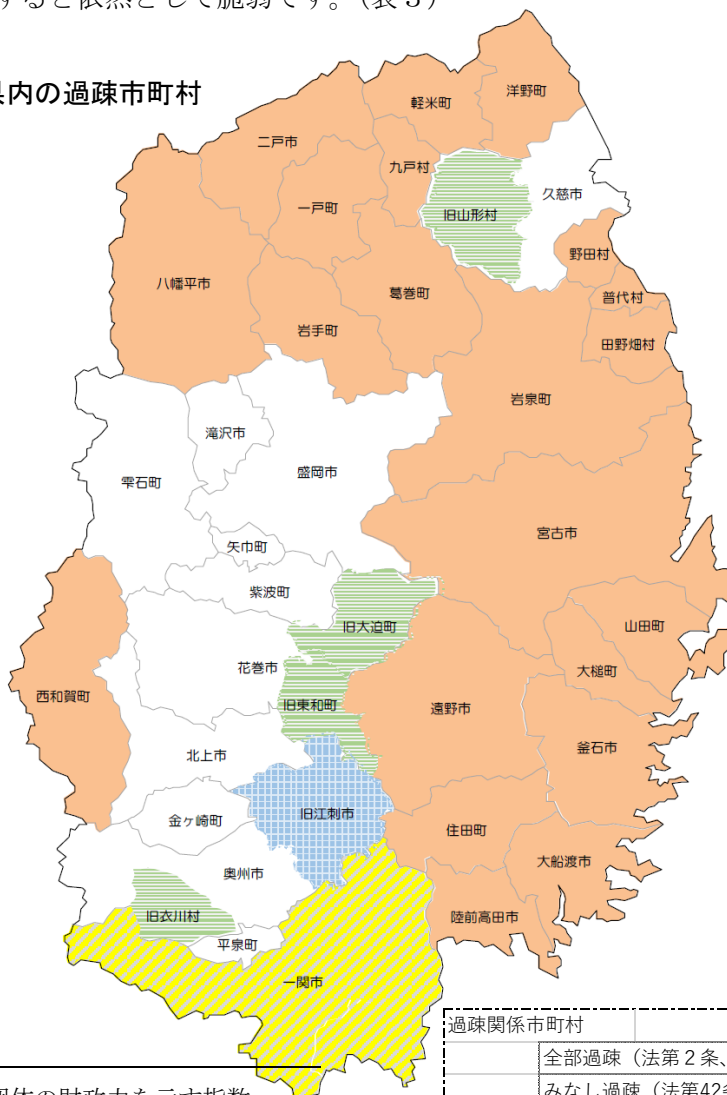 すると依然として脆弱です。（表３）
県内の過疎市町村
洋野町
軽米町
二戸市
九戸村
久慈市
一戸町
旧山形村
野田村
八幡平市
葛巻町
普代村
岩手町
田野畑村
岩泉町
滝沢市
盛岡市
雫石町
宮古市
矢巾町
紫波町
旧大迫町
山田町
花巻市
大槌町
西和賀町
旧東和町
遠野市
釜石市
北上市
旧江刺市
金ヶ崎町
住田町
大船渡市
奥州市
旧衣川村
陸前高田市
平泉町
一関市
過疎関係市町村
全部過疎（法第２条、
みなし過疎（法第42条
団体の財政力を示す指数